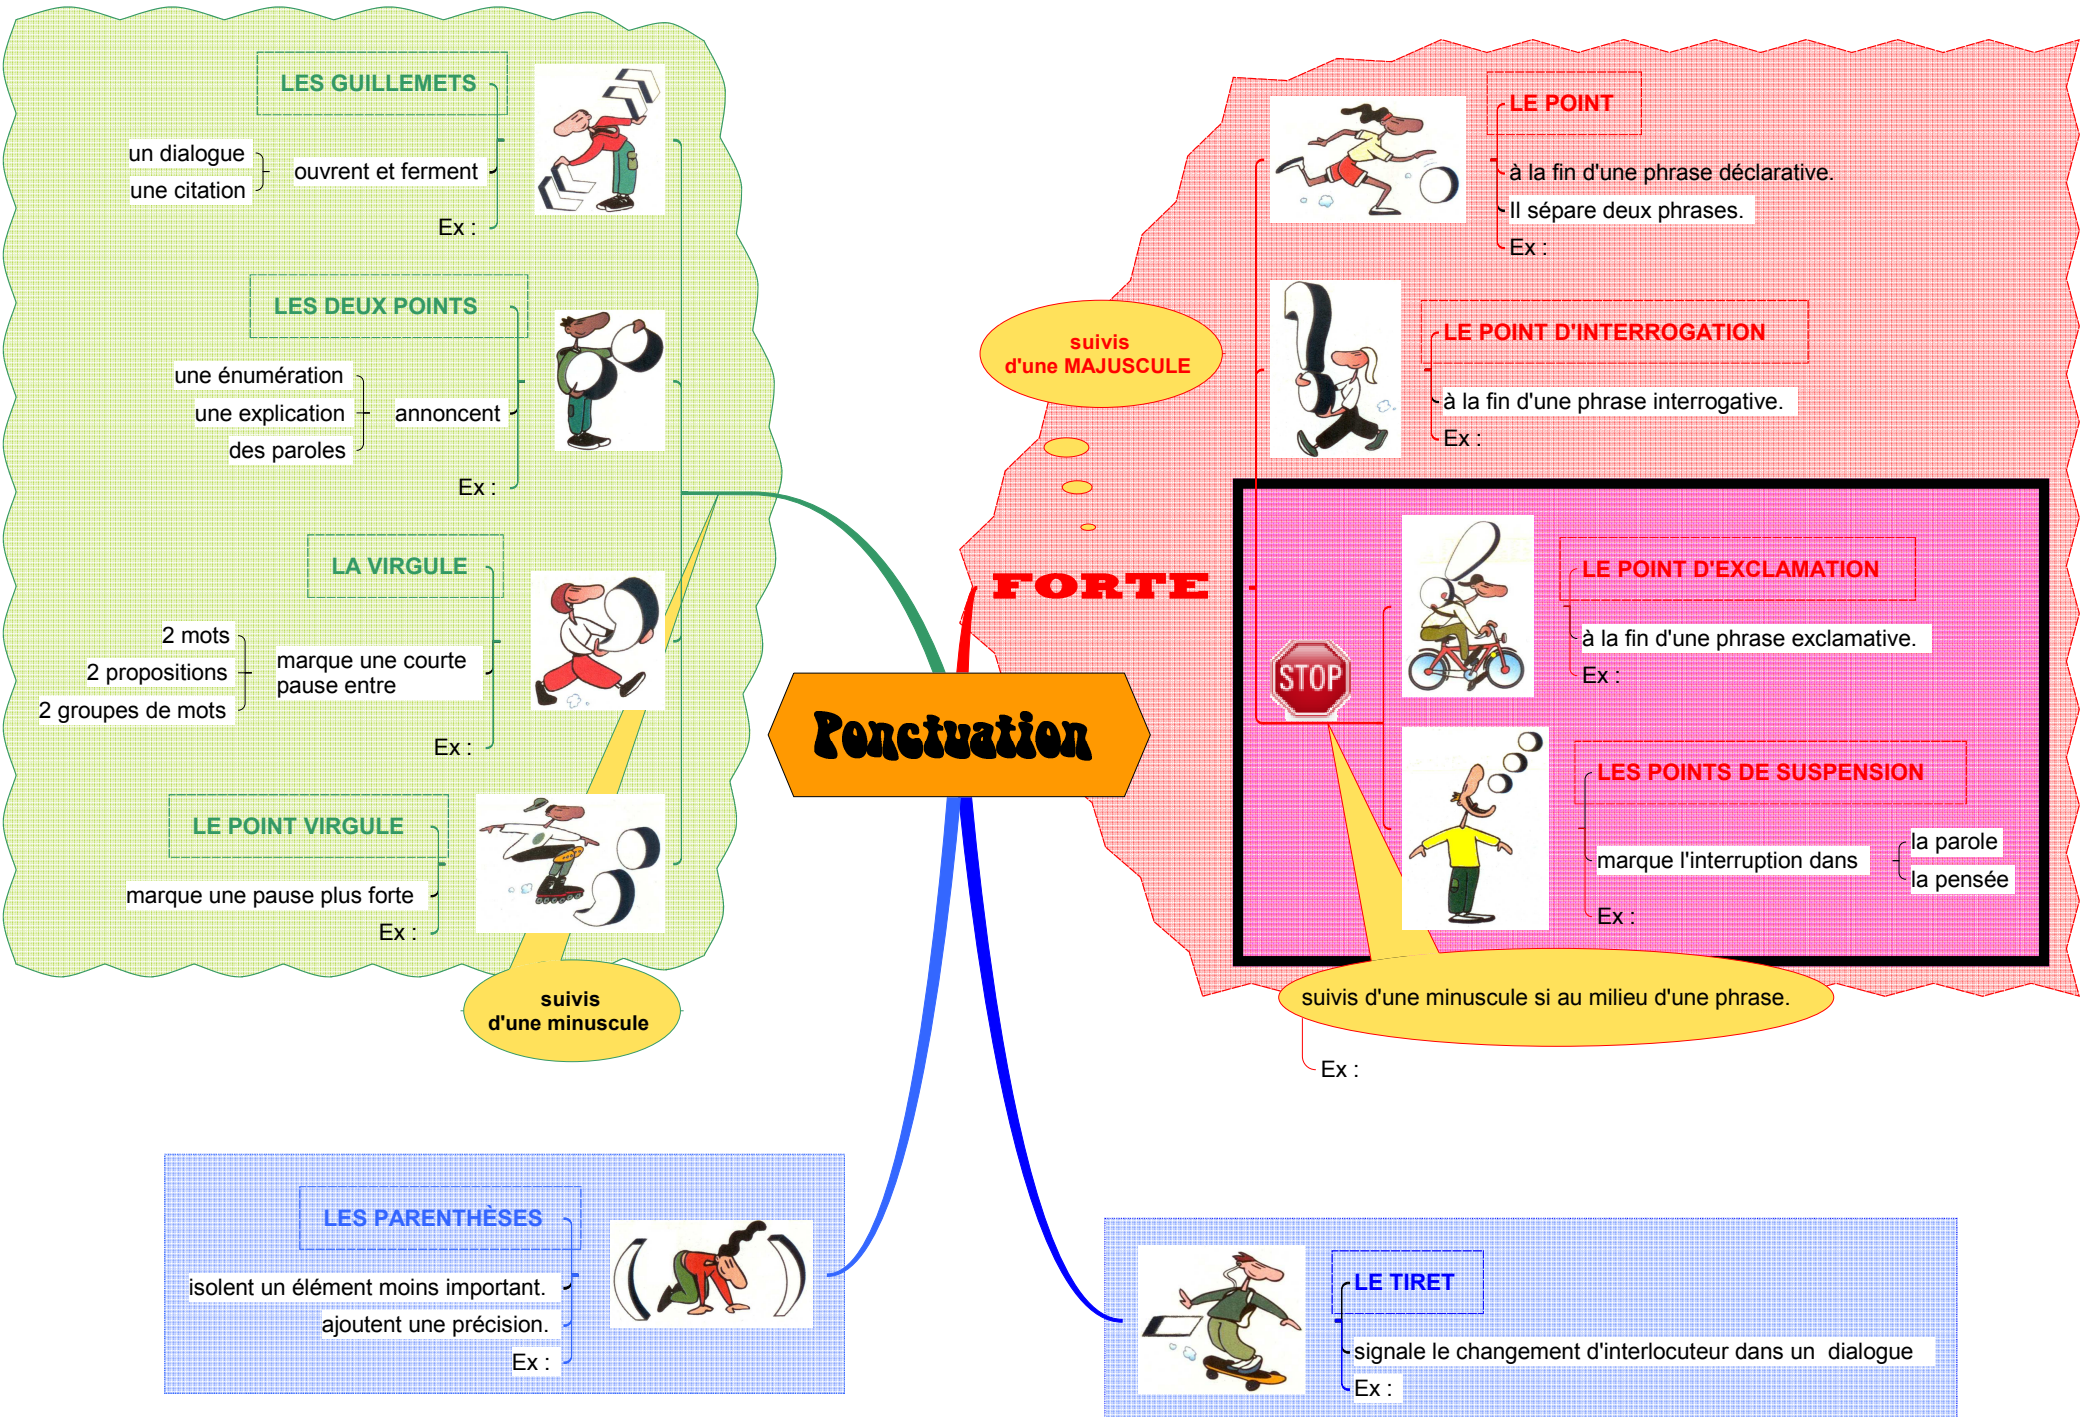 Ponctuation
LES GUILLEMETS
ouvrent et ferment
un dialogue
une citation
Ex :
LES DEUX POINTS
annoncent
une énumération
une explication
des paroles
Ex :
LA VIRGULE
marque une courte
pause entre
2 mots
2 propositions
2 groupes de mots
Ex :
LE POINT VIRGULE
marque une pause plus forte
Ex :
suivis
d'une minuscule
FORTE
suivis
d'une MAJUSCULE
LE POINT
à la fin d'une phrase déclarative.
Il sépare deux phrases.
Ex :
LE POINT D'INTERROGATION
à la fin d'une phrase interrogative.
Ex :
STOP
LE POINT D'EXCLAMATION
à la fin d'une phrase exclamative.
Ex :
LES POINTS DE SUSPENSION
marque l'interruption dans
la parole
la pensée
Ex :
suivis d'une minuscule si au milieu d'une phrase.
Ex :
LES PARENTHÈSES
isolent un élément moins important.
ajoutent une précision.
Ex :
LE TIRET
signale le changement d'interlocuteur dans un  dialogue
Ex :